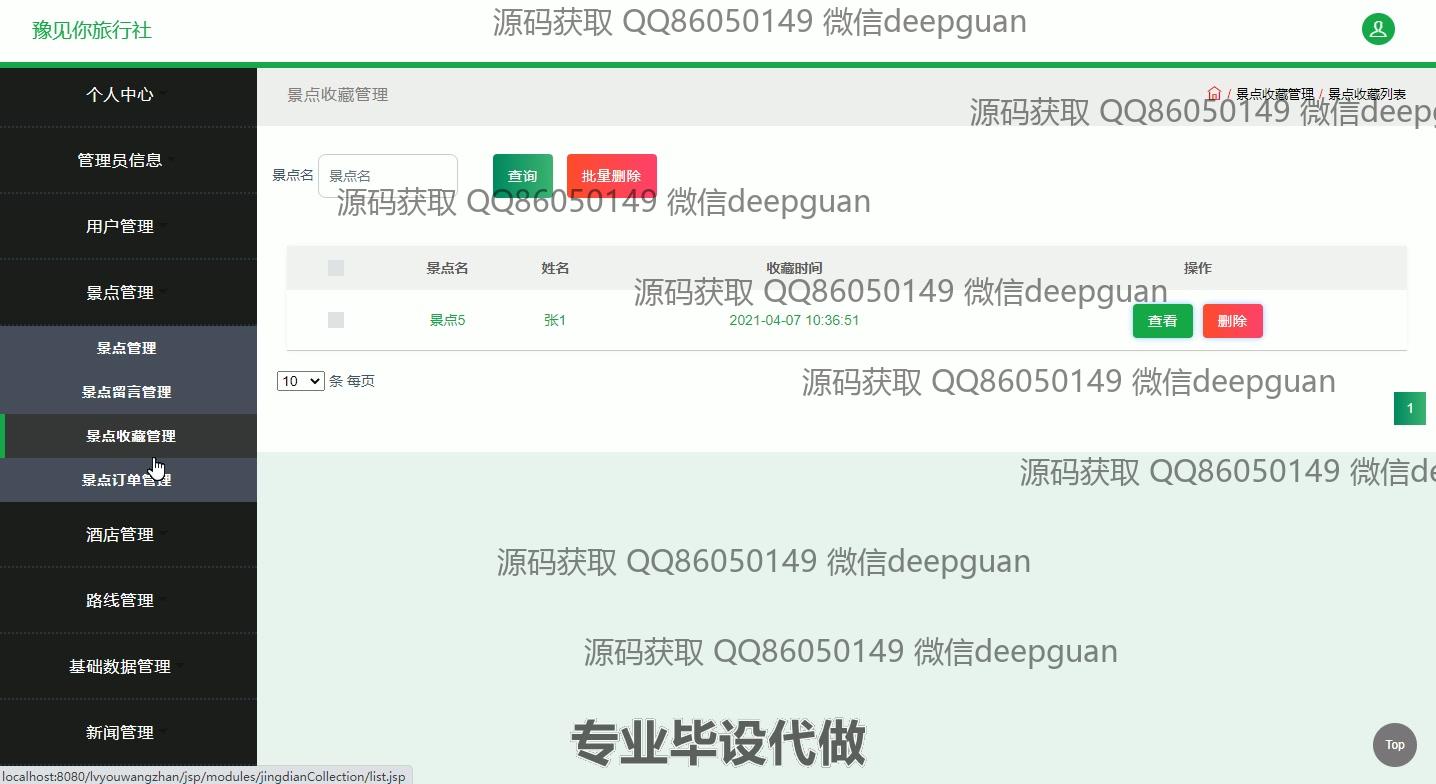 源码获取 QQ86050149 微信deepguan
豫见你旅行社
个人中心
景点收藏管理
/ 景点收藏管理 / 景点收藏列表
源码获取 QQ86050149 微信deep
管理员信息
景点名 景点名 查询 批量删除
源码获取 QQ86050149 微信deepguan
用户管理
景点名 姓名 收藏时间 操作
景点管理
源码获取 QQ86050149 微信deepguan
景点5 张1 2021-04-07 10:36:51 查看 删除
景点管理
10 条 每页
源码获取 QQ86050149 微信deepguan
景点留言管理
1
景点收藏管理
源码获取 QQ86050149 微信de
景点订单管理
酒店管理
源码获取 QQ86050149 微信deepguan
路线管理
源码获取 QQ86050149 微信deepguan
基础数据管理
新闻管理
专业毕设代做
Top
localhost:8080/lvyouwangzhan/jsp/modules/jingdianCollection/list.jsp